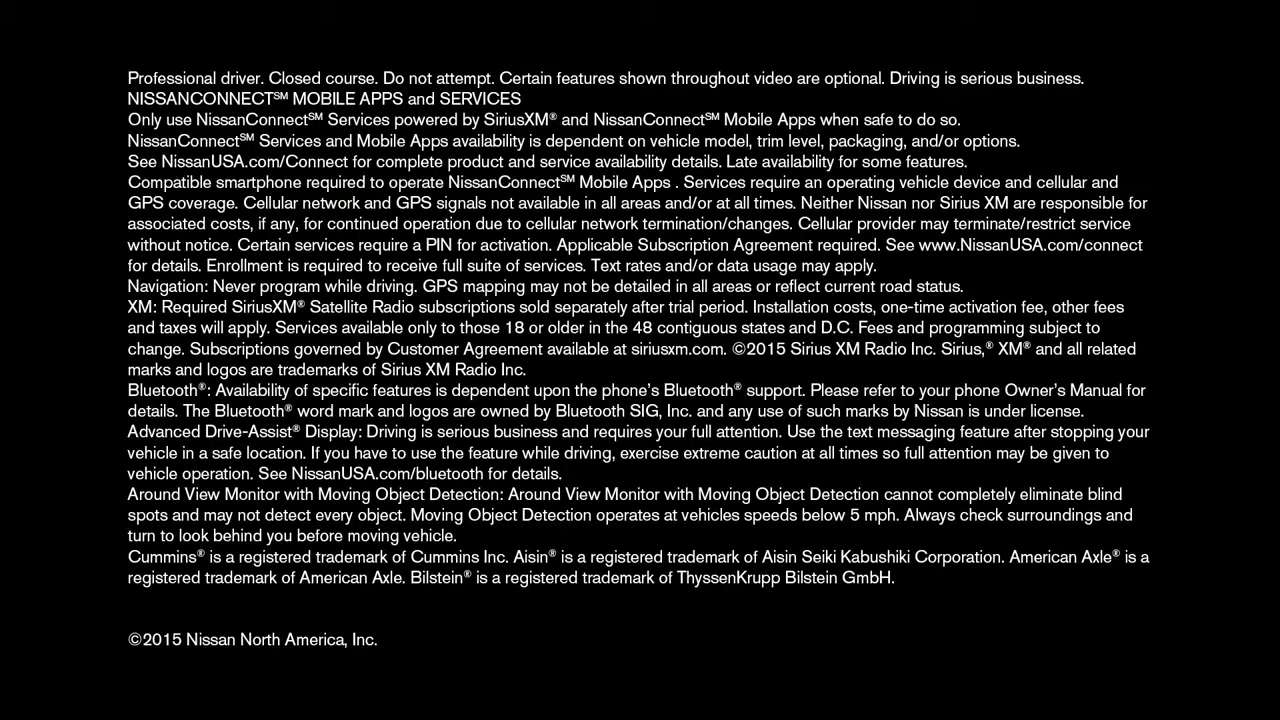 Professional driver. Closed course. Do not attempt. Certain features shown throughout video are optional. Driving is serious business.
NISSANCONNECT℠ MOBILE APPS and SERVICES
Only use NissanConnect℠ Services powered by SiriusXM® and NissanConnect℠ Mobile Apps when safe to do so.
NissanConnect℠ Services and Mobile Apps availability is dependent on vehicle model, trim level, packaging, and/or options.
See NissanUSA.com/Connect for complete product and service availability details. Late availability for some features.
Compatible smartphone required to operate NissanConnect℠ Mobile Apps . Services require an operating vehicle device and cellular and
GPS coverage. Cellular network and GPS signals not available in all areas and/or at all times. Neither Nissan nor Sirius XM are responsible for
associated costs, if any, for continued operation due to cellular network termination/changes. Cellular provider may terminate/restrict service
without notice. Certain services require a PIN for activation. Applicable Subscription Agreement required. See www.NissanUSA.com/connect
for details. Enrollment is required to receive full suite of services. Text rates and/or data usage may apply.
Navigation: Never program while driving. GPS mapping may not be detailed in all areas or reflect current road status.
XM: Required SiriusXM® Satellite Radio subscriptions sold separately after trial period. Installation costs, one-time activation fee, other fees
and taxes will apply. Services available only to those 18 or older in the 48 contiguous states and D.C. Fees and programming subject to
change. Subscriptions governed by Customer Agreement available at siriusxm.com. ©2015 Sirius XM Radio Inc. Sirius,® XM® and all related
marks and logos are trademarks of Sirius XM Radio Inc.
Bluetooth®: Availability of specific features is dependent upon the phone's Bluetooth® support. Please refer to your phone Owner's Manual for
details. The Bluetooth® word mark and logos are owned by Bluetooth SIG, Inc. and any use of such marks by Nissan is under license.
Advanced Drive-Assist® Display: Driving is serious business and requires your full attention. Use the text messaging feature after stopping your
vehicle in a safe location. If you have to use the feature while driving, exercise extreme caution at all times so full attention may be given to
vehicle operation. See NissanUSA.com/bluetooth for details.
Around View Monitor with Moving Object Detection: Around View Monitor with Moving Object Detection cannot completely eliminate blind
spots and may not detect every object. Moving Object Detection operates at vehicles speeds below 5 mph. Always check surroundings and
turn to look behind you before moving vehicle.
Cummins® is a registered trademark of Cummins Inc. Aisin® is a registered trademark of Aisin Seiki Kabushiki Corporation. American Axle® is a
registered trademark of American Axle. Bilstein® is a registered trademark of ThyssenKrupp Bilstein GmbH.
©2015 Nissan North America, Inc.